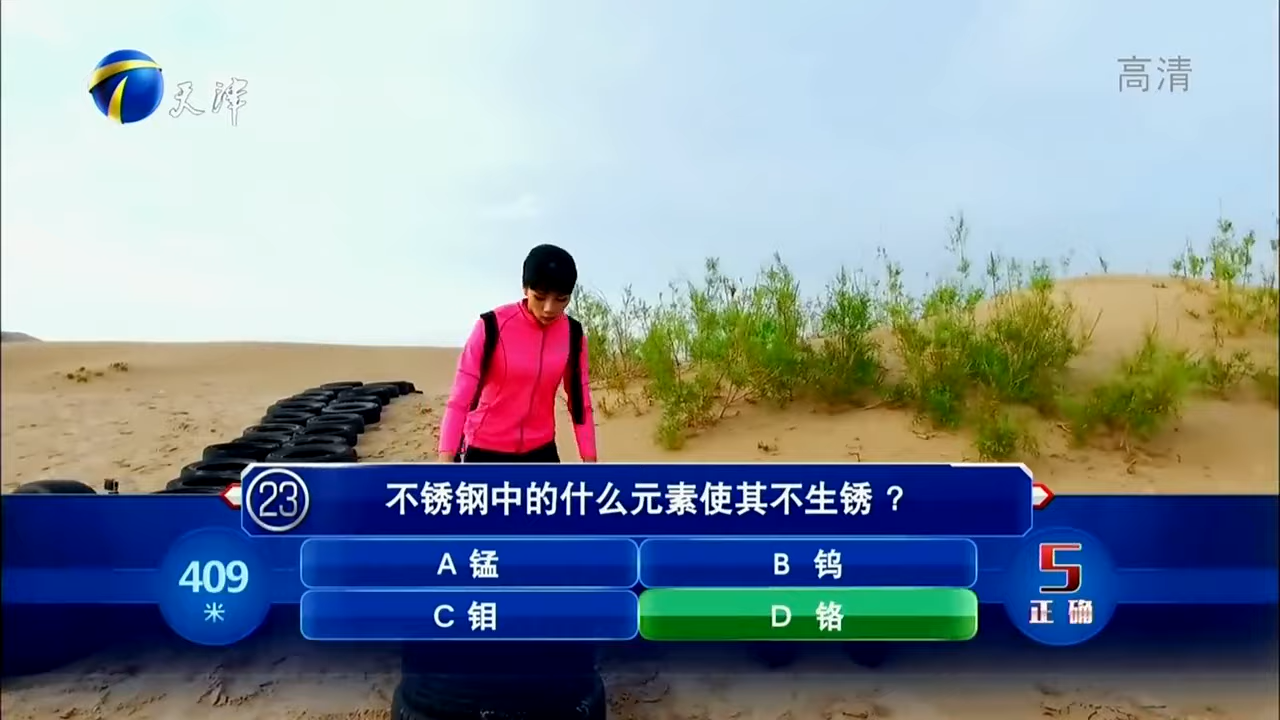 天津
高清
23 不锈钢中的什么元素使其不生锈？
409
米
A 锰
B 钨
C 钼
D 铬
5
正确